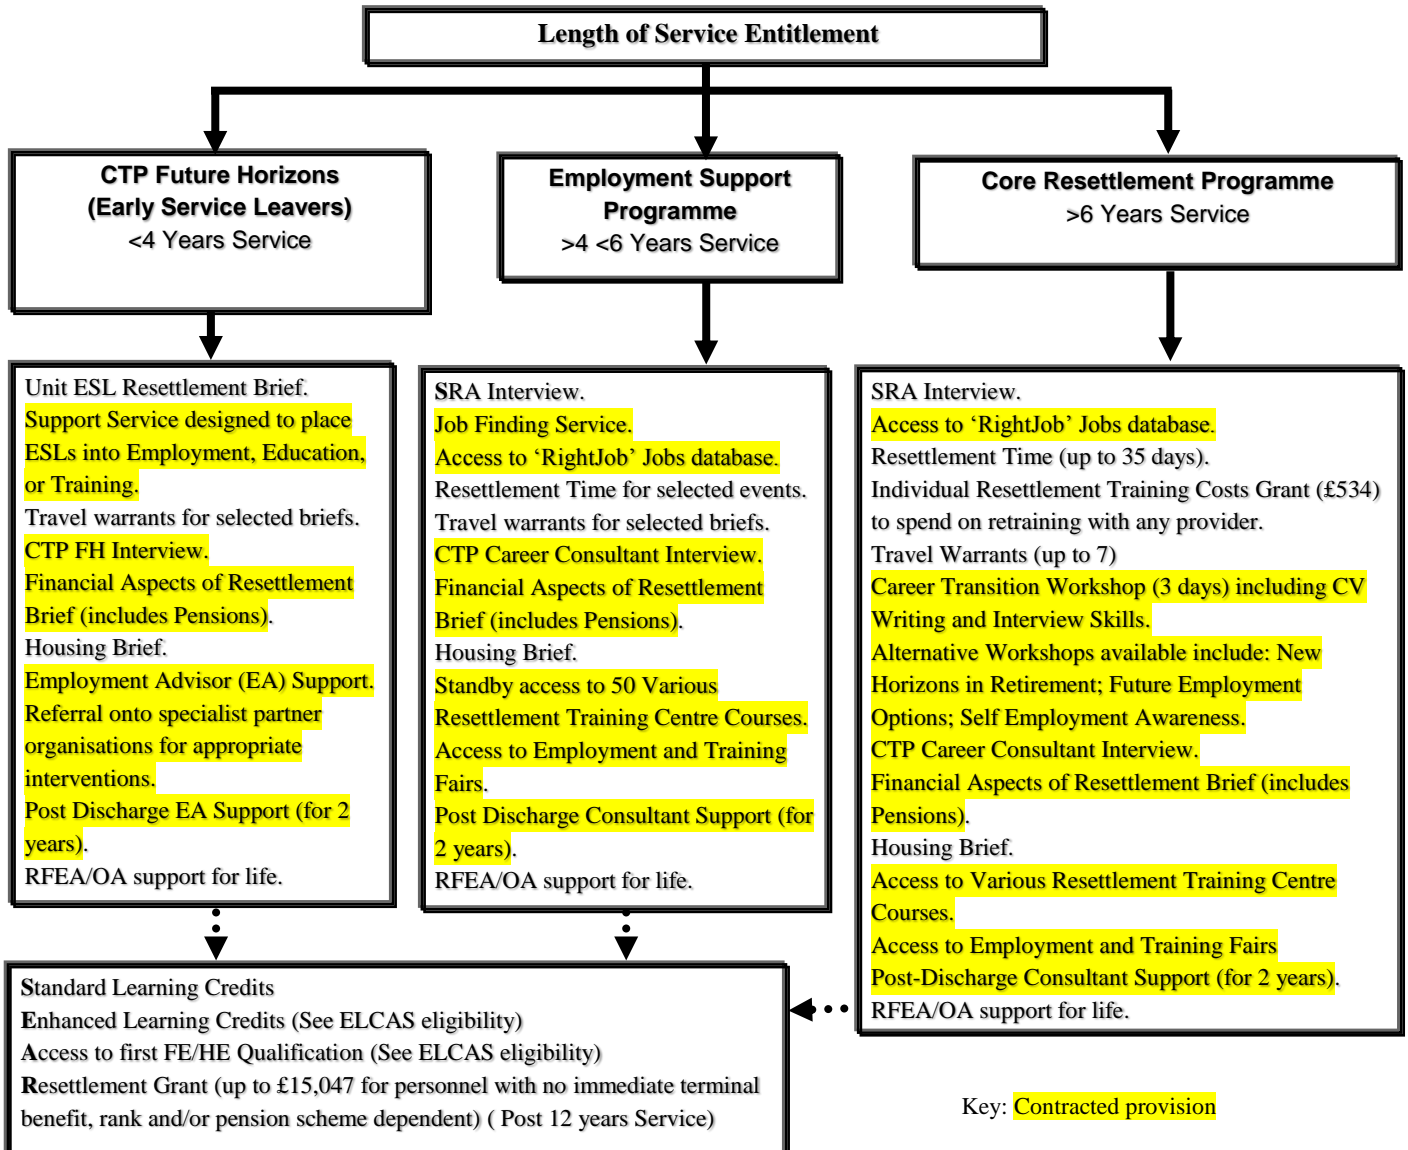 Length of Service Entitlement
CTP Future Horizons
(Early Service Leavers)
<4 Years Service
Employment Support
Programme
>4 <6 Years Service
Core Resettlement Programme
>6 Years Service
Unit ESL Resettlement Brief.
Support Service designed to place
ESLs into Employment, Education,
or Training.
Travel warrants for selected briefs.
CTP FH Interview.
Financial Aspects of Resettlement
Brief (includes Pensions).
Housing Brief.
Employment Advisor (EA) Support.
Referral onto specialist partner
organisations for appropriate
interventions.
Post Discharge EA Support (for 2
years).
RFEA/OA support for life.
SRA Interview.
Job Finding Service.
Access to ‘RightJob’ Jobs database.
Resettlement Time for selected events.
Travel warrants for selected briefs.
CTP Career Consultant Interview.
Financial Aspects of Resettlement
Brief (includes Pensions).
Housing Brief.
Standby access to 50 Various
Resettlement Training Centre Courses.
Access to Employment and Training
Fairs.
Post Discharge Consultant Support (for
2 years).
RFEA/OA support for life.
SRA Interview.
Access to ‘RightJob’ Jobs database.
Resettlement Time (up to 35 days).
Individual Resettlement Training Costs Grant (£534)
to spend on retraining with any provider.
Travel Warrants (up to 7)
Career Transition Workshop (3 days) including CV
Writing and Interview Skills.
Alternative Workshops available include: New
Horizons in Retirement; Future Employment
Options; Self Employment Awareness.
CTP Career Consultant Interview.
Financial Aspects of Resettlement Brief (includes
Pensions).
Housing Brief.
Access to Various Resettlement Training Centre
Courses.
Access to Employment and Training Fairs
Post-Discharge Consultant Support (for 2 years).
RFEA/OA support for life.
Standard Learning Credits
Enhanced Learning Credits (See ELCAS eligibility)
Access to first FE/HE Qualification (See ELCAS eligibility)
Resettlement Grant (up to £15,047 for personnel with no immediate terminal
benefit, rank and/or pension scheme dependent) ( Post 12 years Service)
Key: Contracted provision